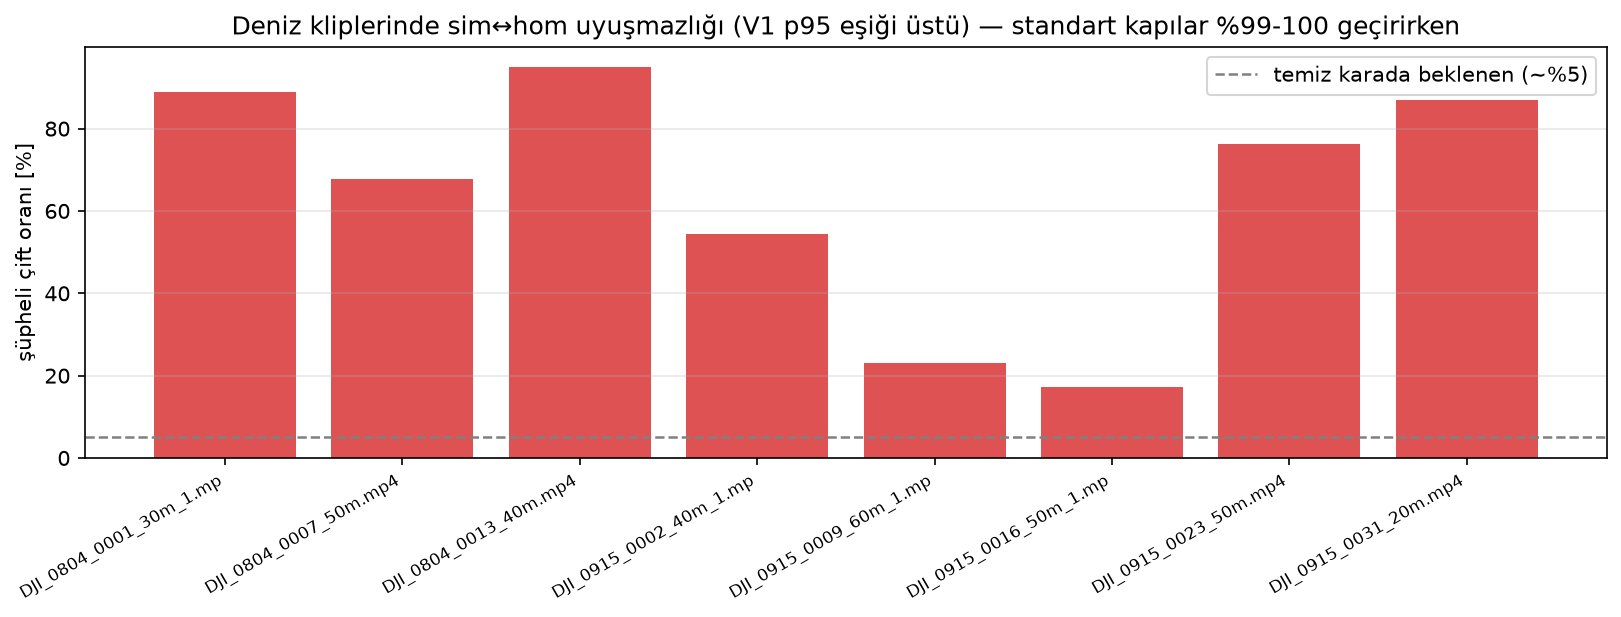 Deniz kliplerinde sim↔hom uyuşmazlığı (V1 p95 eşiği üstü) — standart kapılar %99-100 geçirirken
temiz karada beklenen (~%5)
şüpheli çift oranı [%]
80
60
40
20
0
DJI_0804_0001_30m_1.mp
DJI_0804_0007_50m.mp4
DJI_0804_0013_40m.mp4
DJI_0915_0002_40m_1.mp
DJI_0915_0009_60m_1.mp
DJI_0915_0016_50m_1.mp
DJI_0915_0023_50m.mp4
DJI_0915_0031_20m.mp4